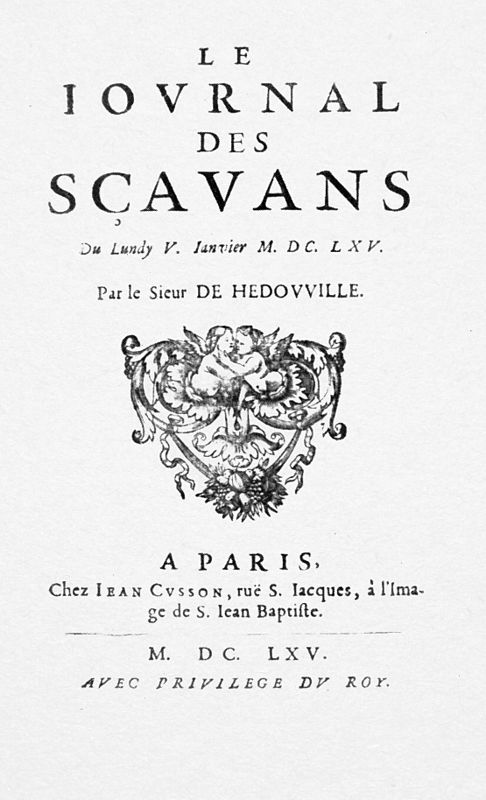 LE
IOVRNAL
DES
SÇAVANS
Du Lundy V. Ianvier M. DC. LXV.
Par le Sieur DE HEDOVVILLE.
A PARIS,
Chez IEAN CVSSON, ruë S. Iacques, à l'Ima-
ge de S. Iean Baptiſte.
M. DC. LXV.
AVEC PRIVILEGE DV ROY.